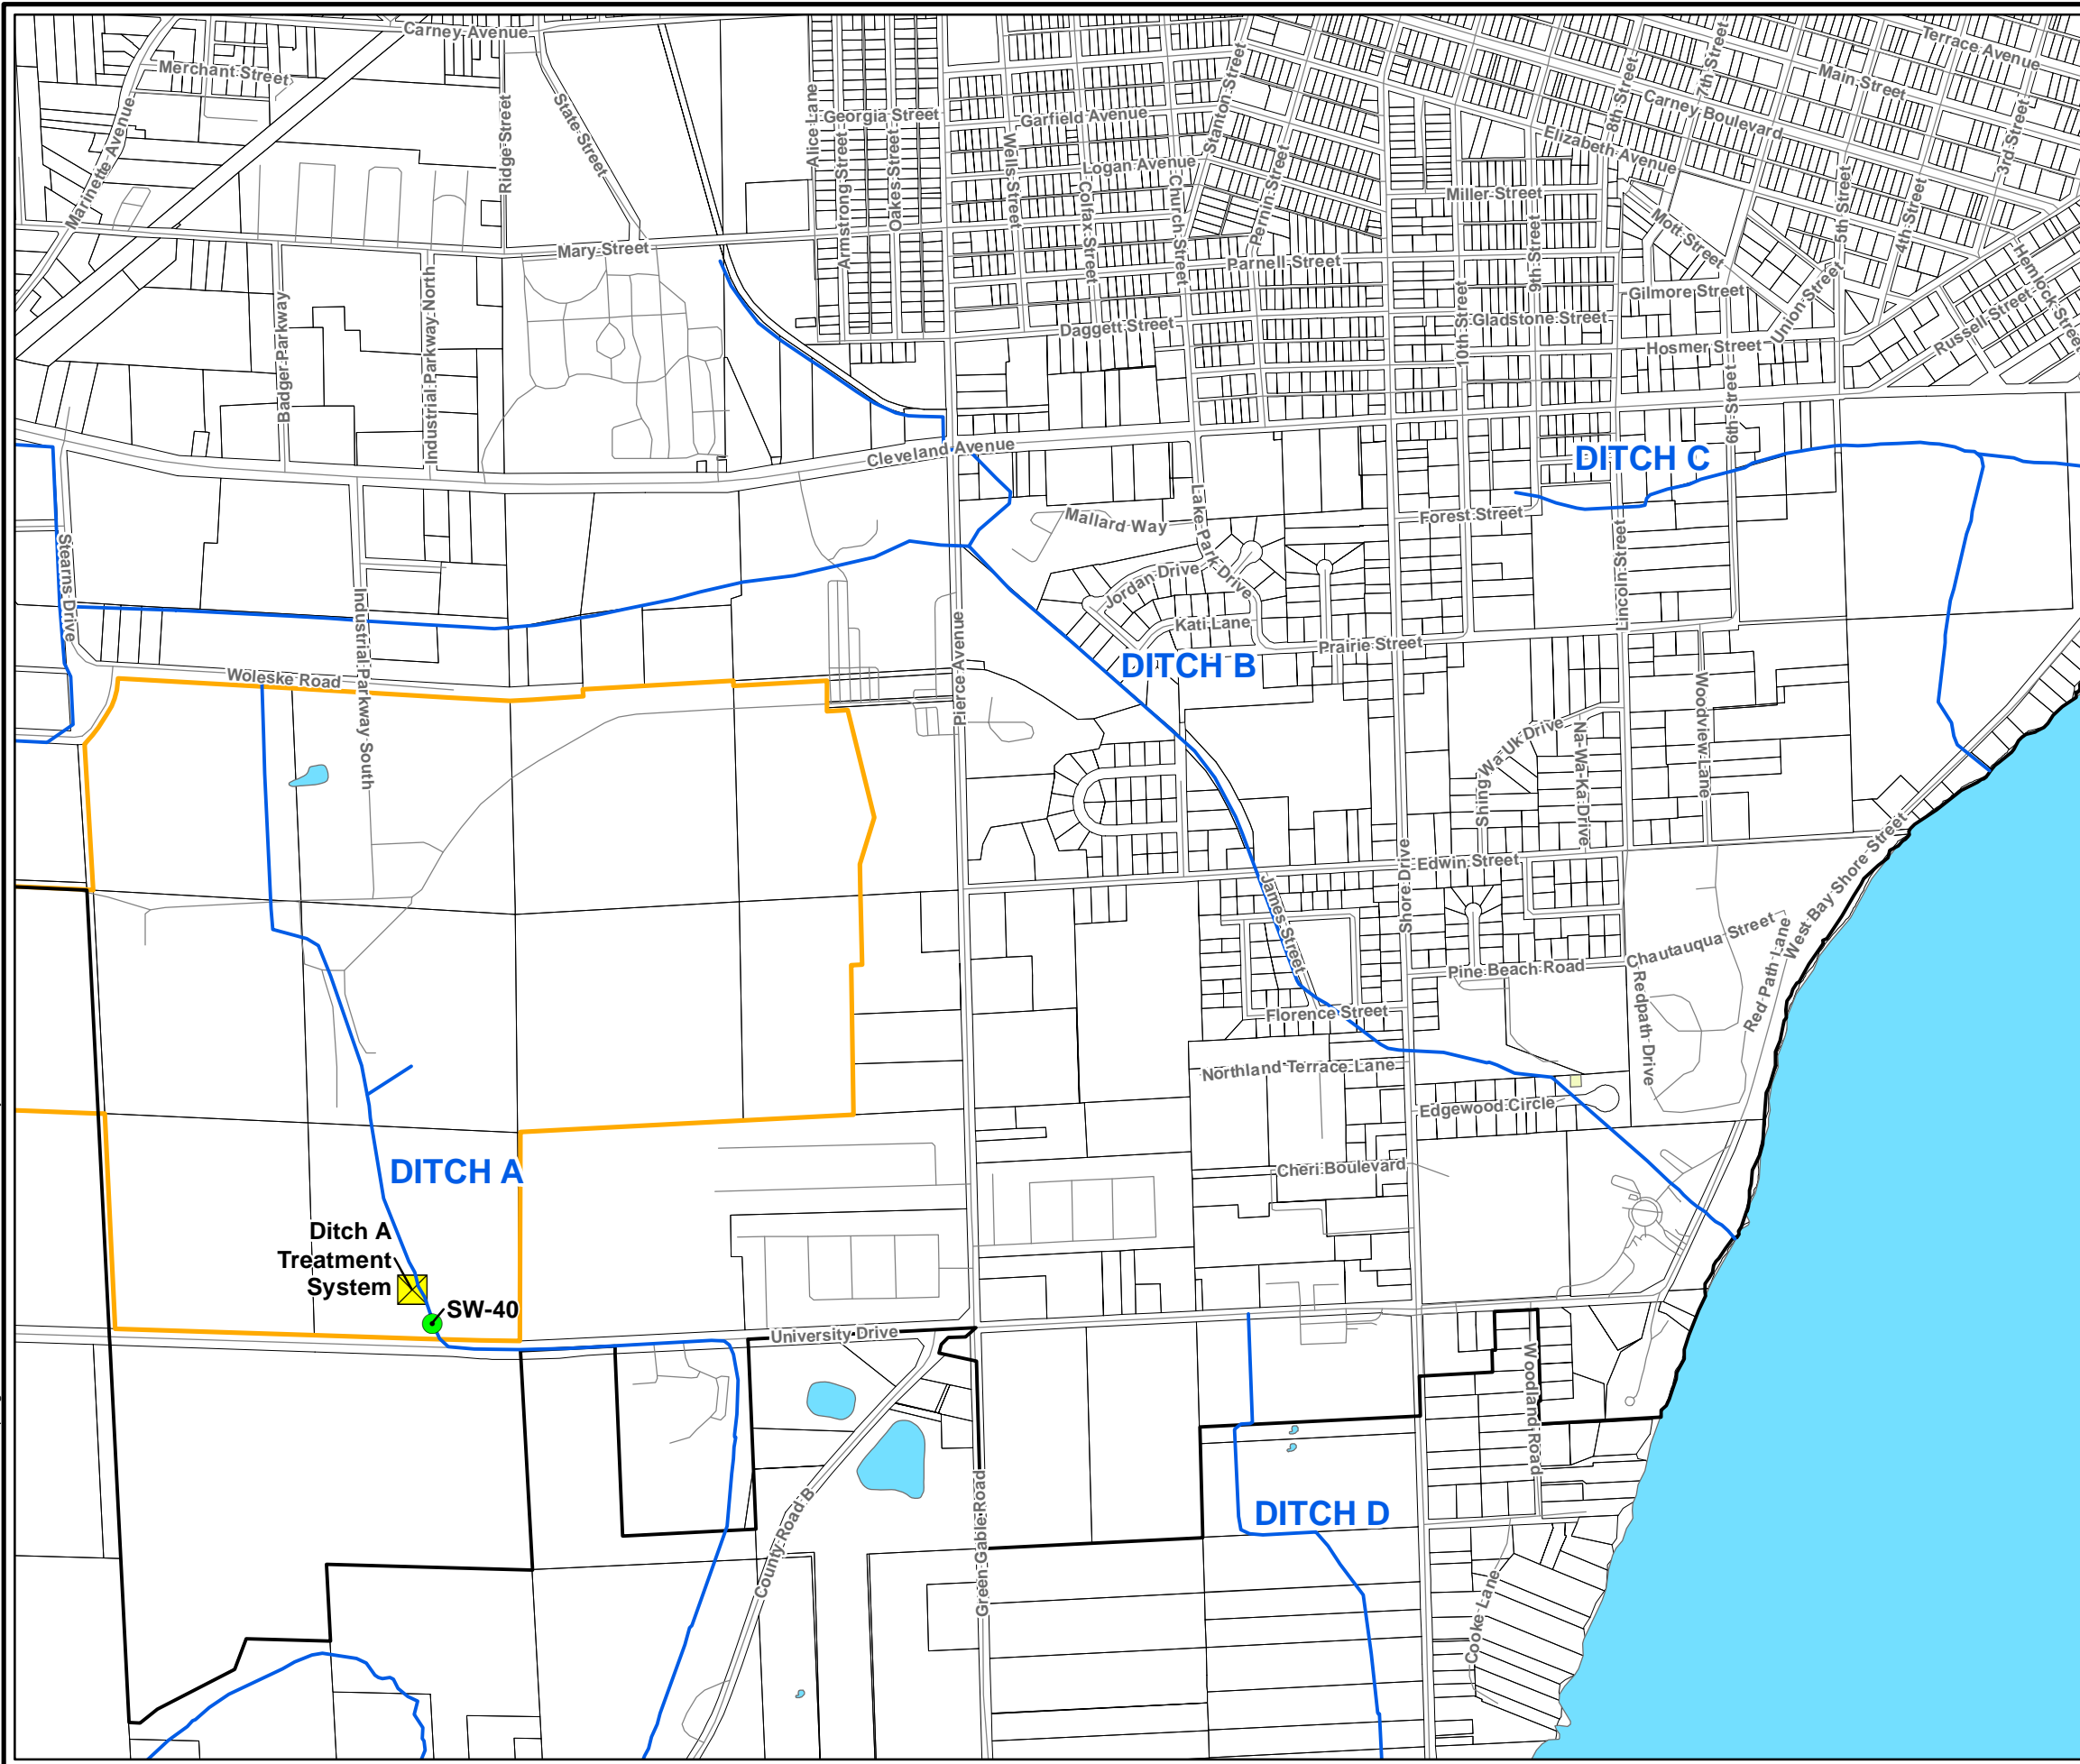 Carney Avenue
Merchant Street
Marinette Avenue
Ridge Street
State Street
Alice Lane
Georgia Street
Armstrong Street
Oakes Street
Wells Street
Garfield Avenue
Logan Avenue
Colfax Street
Church Street
Stanton Street
Pernin Street
Terrace Avenue
Main Street
7th Street
8th Street
Carney Boulevard
Elizabeth Avenue
3rd Street
Miller Street
9th Street
Mott Street
5th Street
4th Street
Mary Street
Parnell Street
Hemlock Street
Gilmore Street
Union Street
Russell Street
Badger Parkway
Industrial Parkway North
Daggett Street
10th Street
Gladstone Street
Hosmer Street
6th Street
Cleveland Avenue
DITCH C
Lake Park Drive
Mallard Way
Forest Street
Lincoln Street
Stearns Drive
Industrial Parkway South
Jordan Drive
Kati Lane
Prairie Street
DITCH B
Pierce Avenue
Woleske Road
Woodview Lane
Shing Wa Uk Drive
Na-Wa-Ka Drive
Shore Drive
Edwin Street
West Bay Shore Street
James Street
Chautauqua Street
Pine Beach Road
Redpath Drive
Red Path Lane
Florence Street
Northland Terrace Lane
Edgewood Circle
DITCH A
Cheri Boulevard
Ditch A
Treatment
System
SW-40
University Drive
Woodland Road
County Road B
Green Gable Road
DITCH D
Cooke Lane